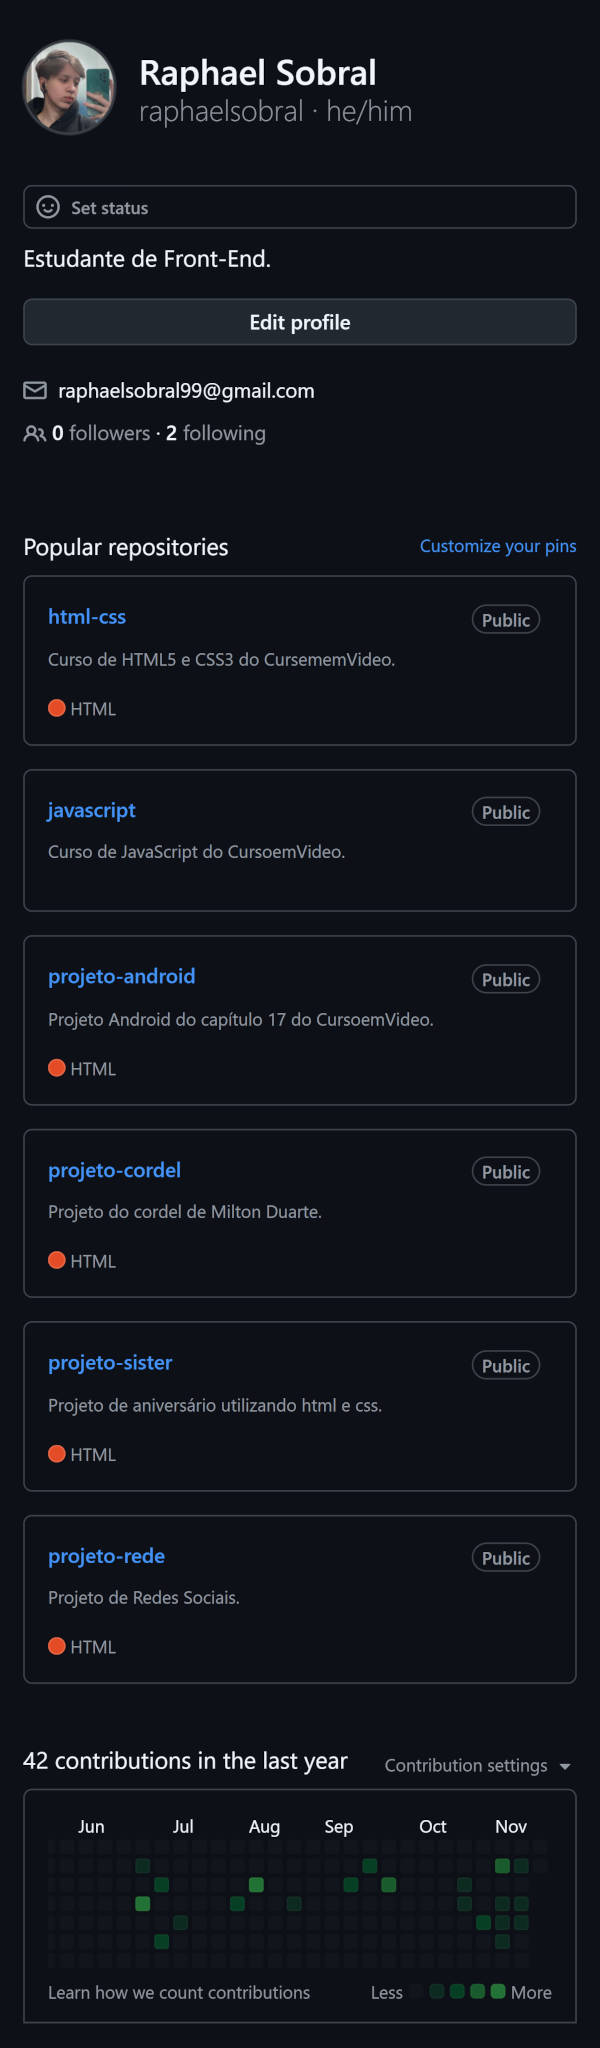 Raphael Sobral
raphaelsobral · he/him
Set status
Estudante de Front-End.
Edit profile
raphaelsobral99@gmail.com
0 followers · 2 following
Popular repositories
Customize your pins
html-css
Public
Curso de HTML5 e CSS3 do CursememVideo.
HTML
javascript
Public
Curso de JavaScript do CursoemVideo.
projeto-android
Public
Projeto Android do capítulo 17 do CursoemVideo.
HTML
projeto-cordel
Public
Projeto do cordel de Milton Duarte.
HTML
projeto-sister
Public
Projeto de aniversário utilizando html e css.
HTML
projeto-rede
Public
Projeto de Redes Sociais.
HTML
42 contributions in the last year
Contribution settings
Jun Jul Aug Sep Oct Nov
Learn how we count contributions
Less More